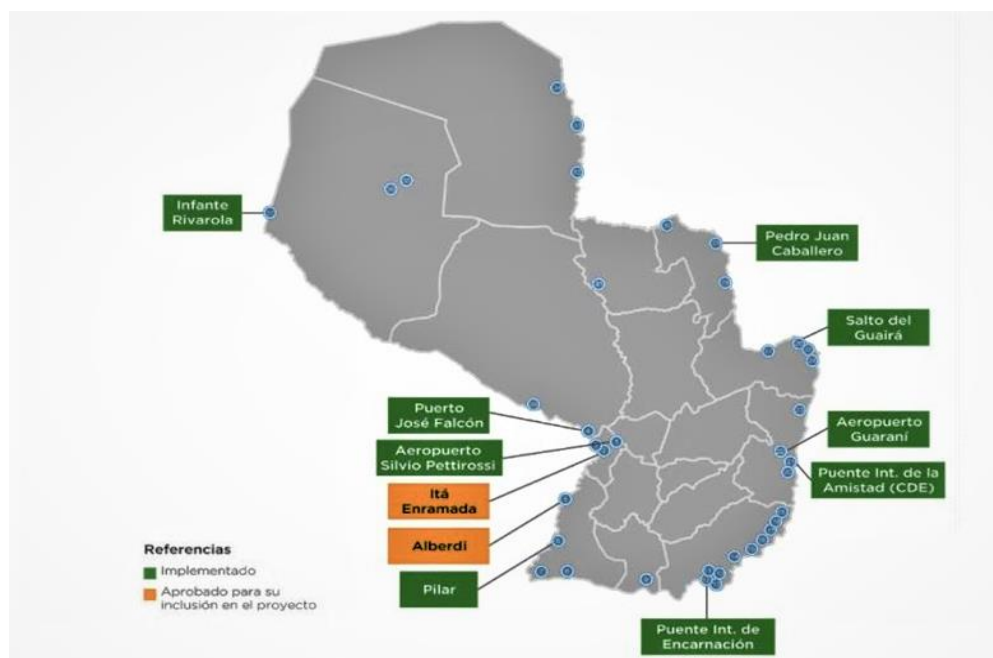 Infante
Rivarola
Pedro Juan
Caballero
Salto del
Guairá
Puerto
José Falcón
Aeropuerto
Guaraní
Aeropuerto
Silvio Pettirossi
Puente Int. de la
Amistad (CDE)
Itá
Enramada
Alberdi
Pilar
Referencias
Implementado
Aprobado para su
inclusión en el proyecto
Puente Int. de
Encarnación